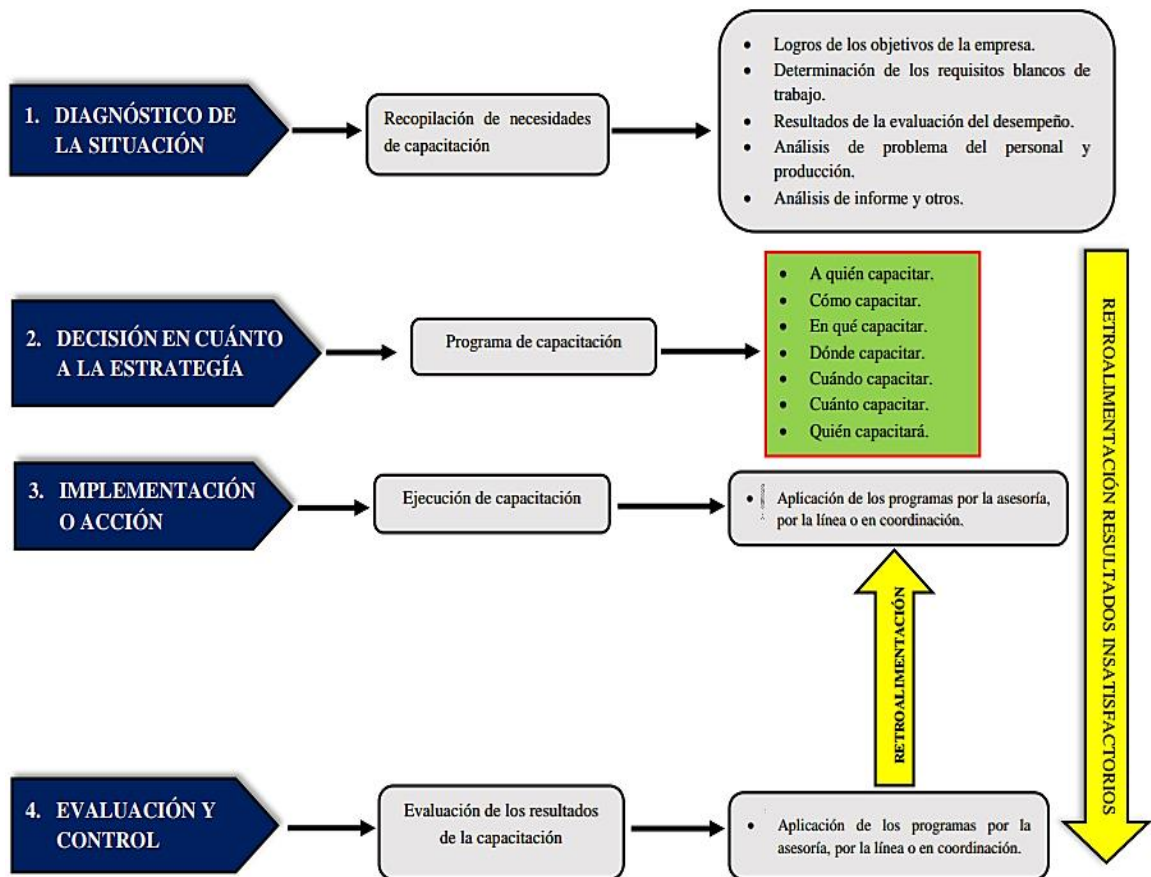 1. DIAGNÓSTICO DE
LA SITUACIÓN
Recopilación de necesidades
de capacitación
• Logros de los objetivos de la empresa.
• Determinación de los requisitos blancos de
trabajo.
• Resultados de la evaluación del desempeño.
• Análisis de problema del personal y
producción.
• Análisis de informe y otros.
2. DECISIÓN EN CUÁNTO
A LA ESTRATEGÍA
Programa de capacitación
• A quién capacitar.
• Cómo capacitar.
• En qué capacitar.
• Dónde capacitar.
• Cuándo capacitar.
• Cuánto capacitar.
• Quién capacitará.
3. IMPLEMENTACIÓN
O ACCIÓN
Ejecución de capacitación
• Aplicación de los programas por la asesoría,
por la línea o en coordinación.
RETROALIMENTACIÓN
4. EVALUACIÓN Y
CONTROL
Evaluación de los resultados
de la capacitación
• Aplicación de los programas por la
asesoría, por la línea o en coordinación.
RETROALIMENTACIÓN RESULTADOS INSATISFACTORIOS